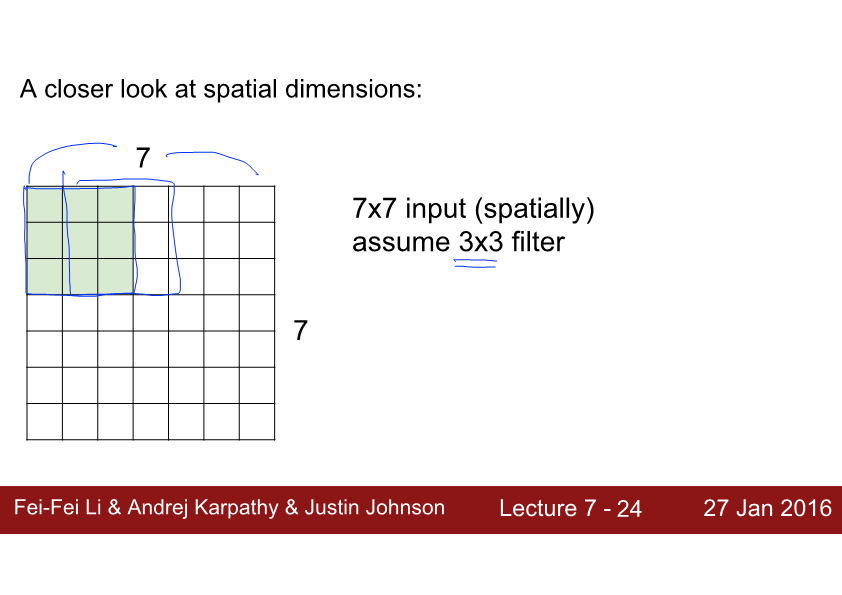 A closer look at spatial dimensions:
7
7x7 input (spatially)
assume 3x3 filter
7
Fei-Fei Li & Andrej Karpathy & Justin Johnson Lecture 7 - 24 27 Jan 2016